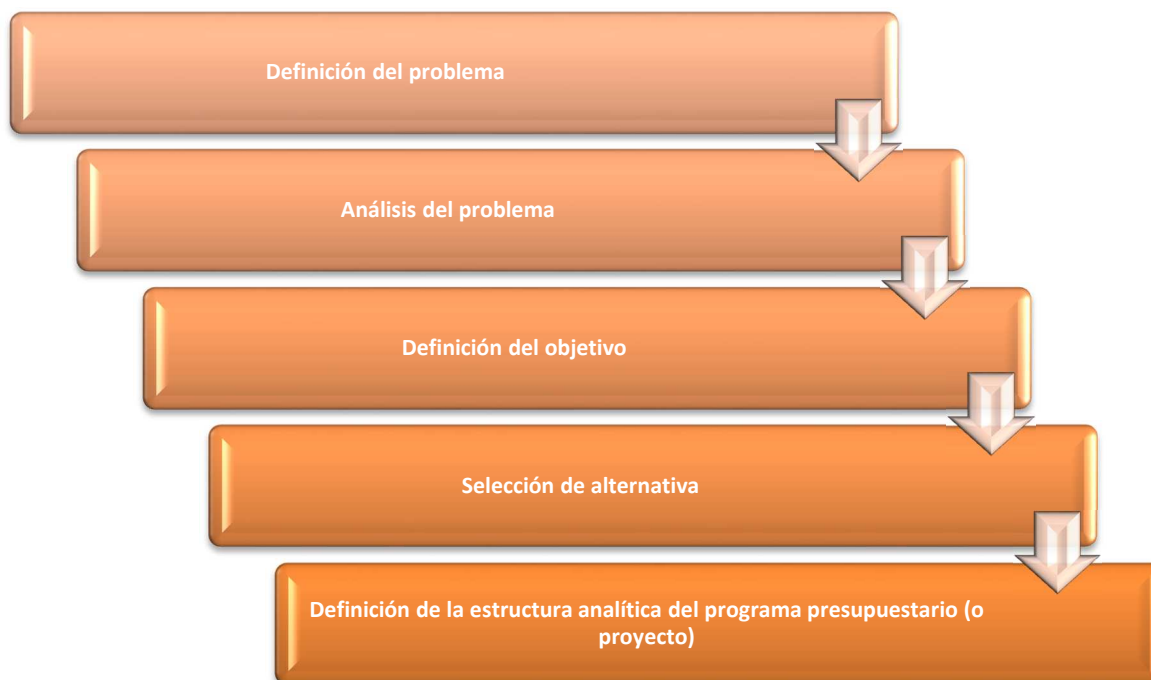 Definición del problema
Análisis del problema
Definición del objetivo
Selección de alternativa
Definición de la estructura analítica del programa presupuestario (o
proyecto)